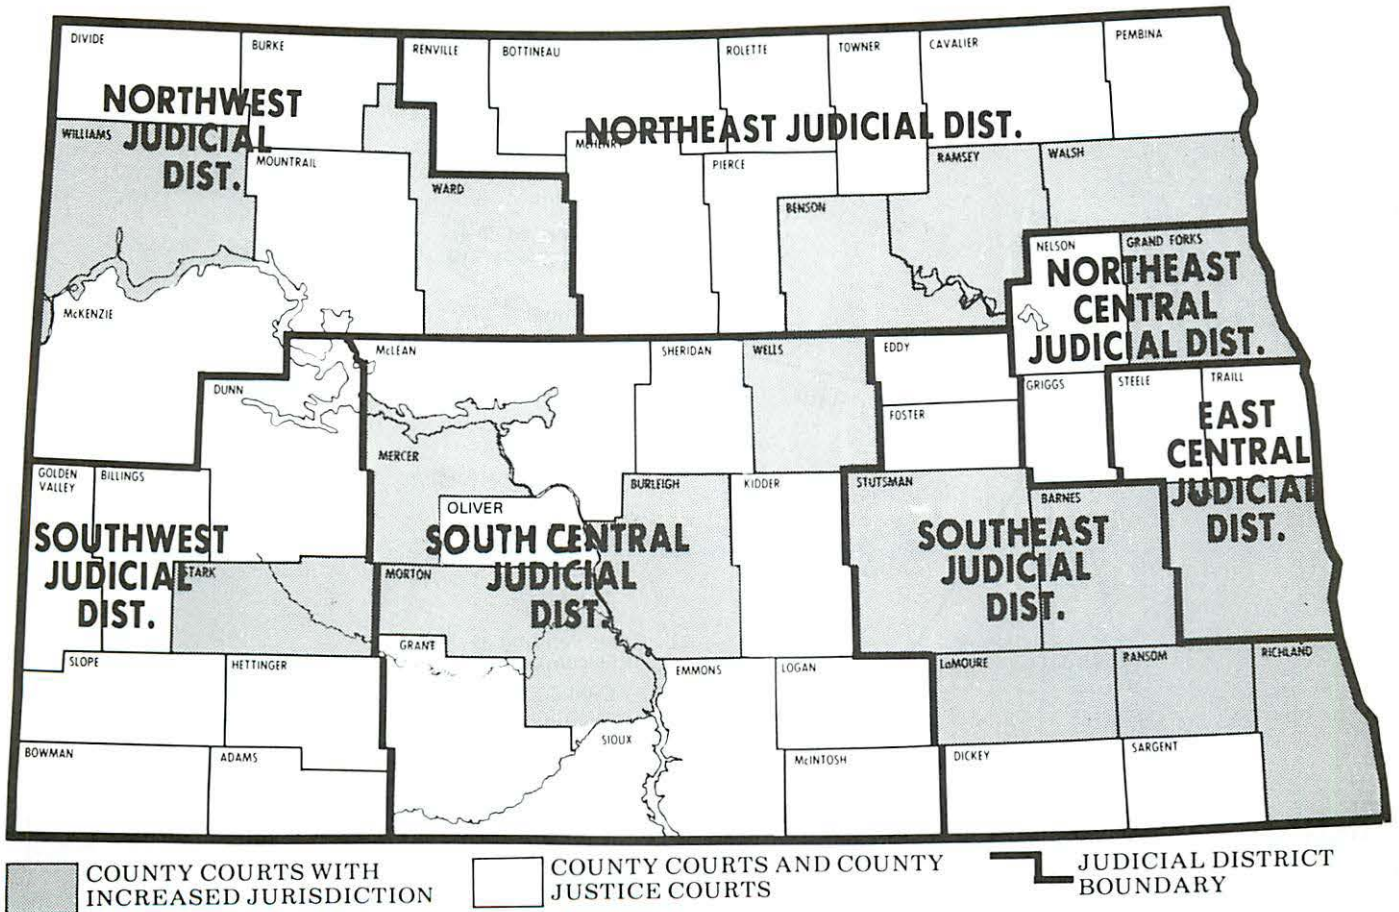 DIVIDE
BURKE
RENVILLE
BOTTINEAU
ROLETTE
TOWNER
CAVALIER
PEMBINA
NORTHWEST
JUDICIAL
DIST.
NORTHEAST JUDICIAL DIST.
WILLIAMS
MOUNTRAIL
McHENRY
PIERCE
RAMSEY
WALSH
WARD
BENSON
NELSON
GRAND FORKS
NORTHEAST
CENTRAL
JUDICIAL DIST.
McKENZIE
McLEAN
SHERIDAN
WELLS
EDDY
DUNN
GRIGGS
STEELE
TRAILL
FOSTER
EAST
CENTRAL
JUDICIAL
DIST.
MERCER
GOLDEN
VALLEY
BILLINGS
BURLEIGH
KIDDER
STUTSMAN
BARNES
OLIVER
SOUTHWEST
JUDICIAL
DIST.
SOUTH CENTRAL
JUDICIAL
DIST.
SOUTHEAST
JUDICIAL
DIST.
STARK
MORTON
GRANT
SLOPE
HETTINGER
EMMONS
LOGAN
LaMOURE
RANSOM
RICHLAND
SIOUX
BOWMAN
ADAMS
McINTOSH
DICKEY
SARGENT
COUNTY COURTS WITH
INCREASED JURISDICTION
COUNTY COURTS AND COUNTY
JUSTICE COURTS
JUDICIAL DISTRICT
BOUNDARY